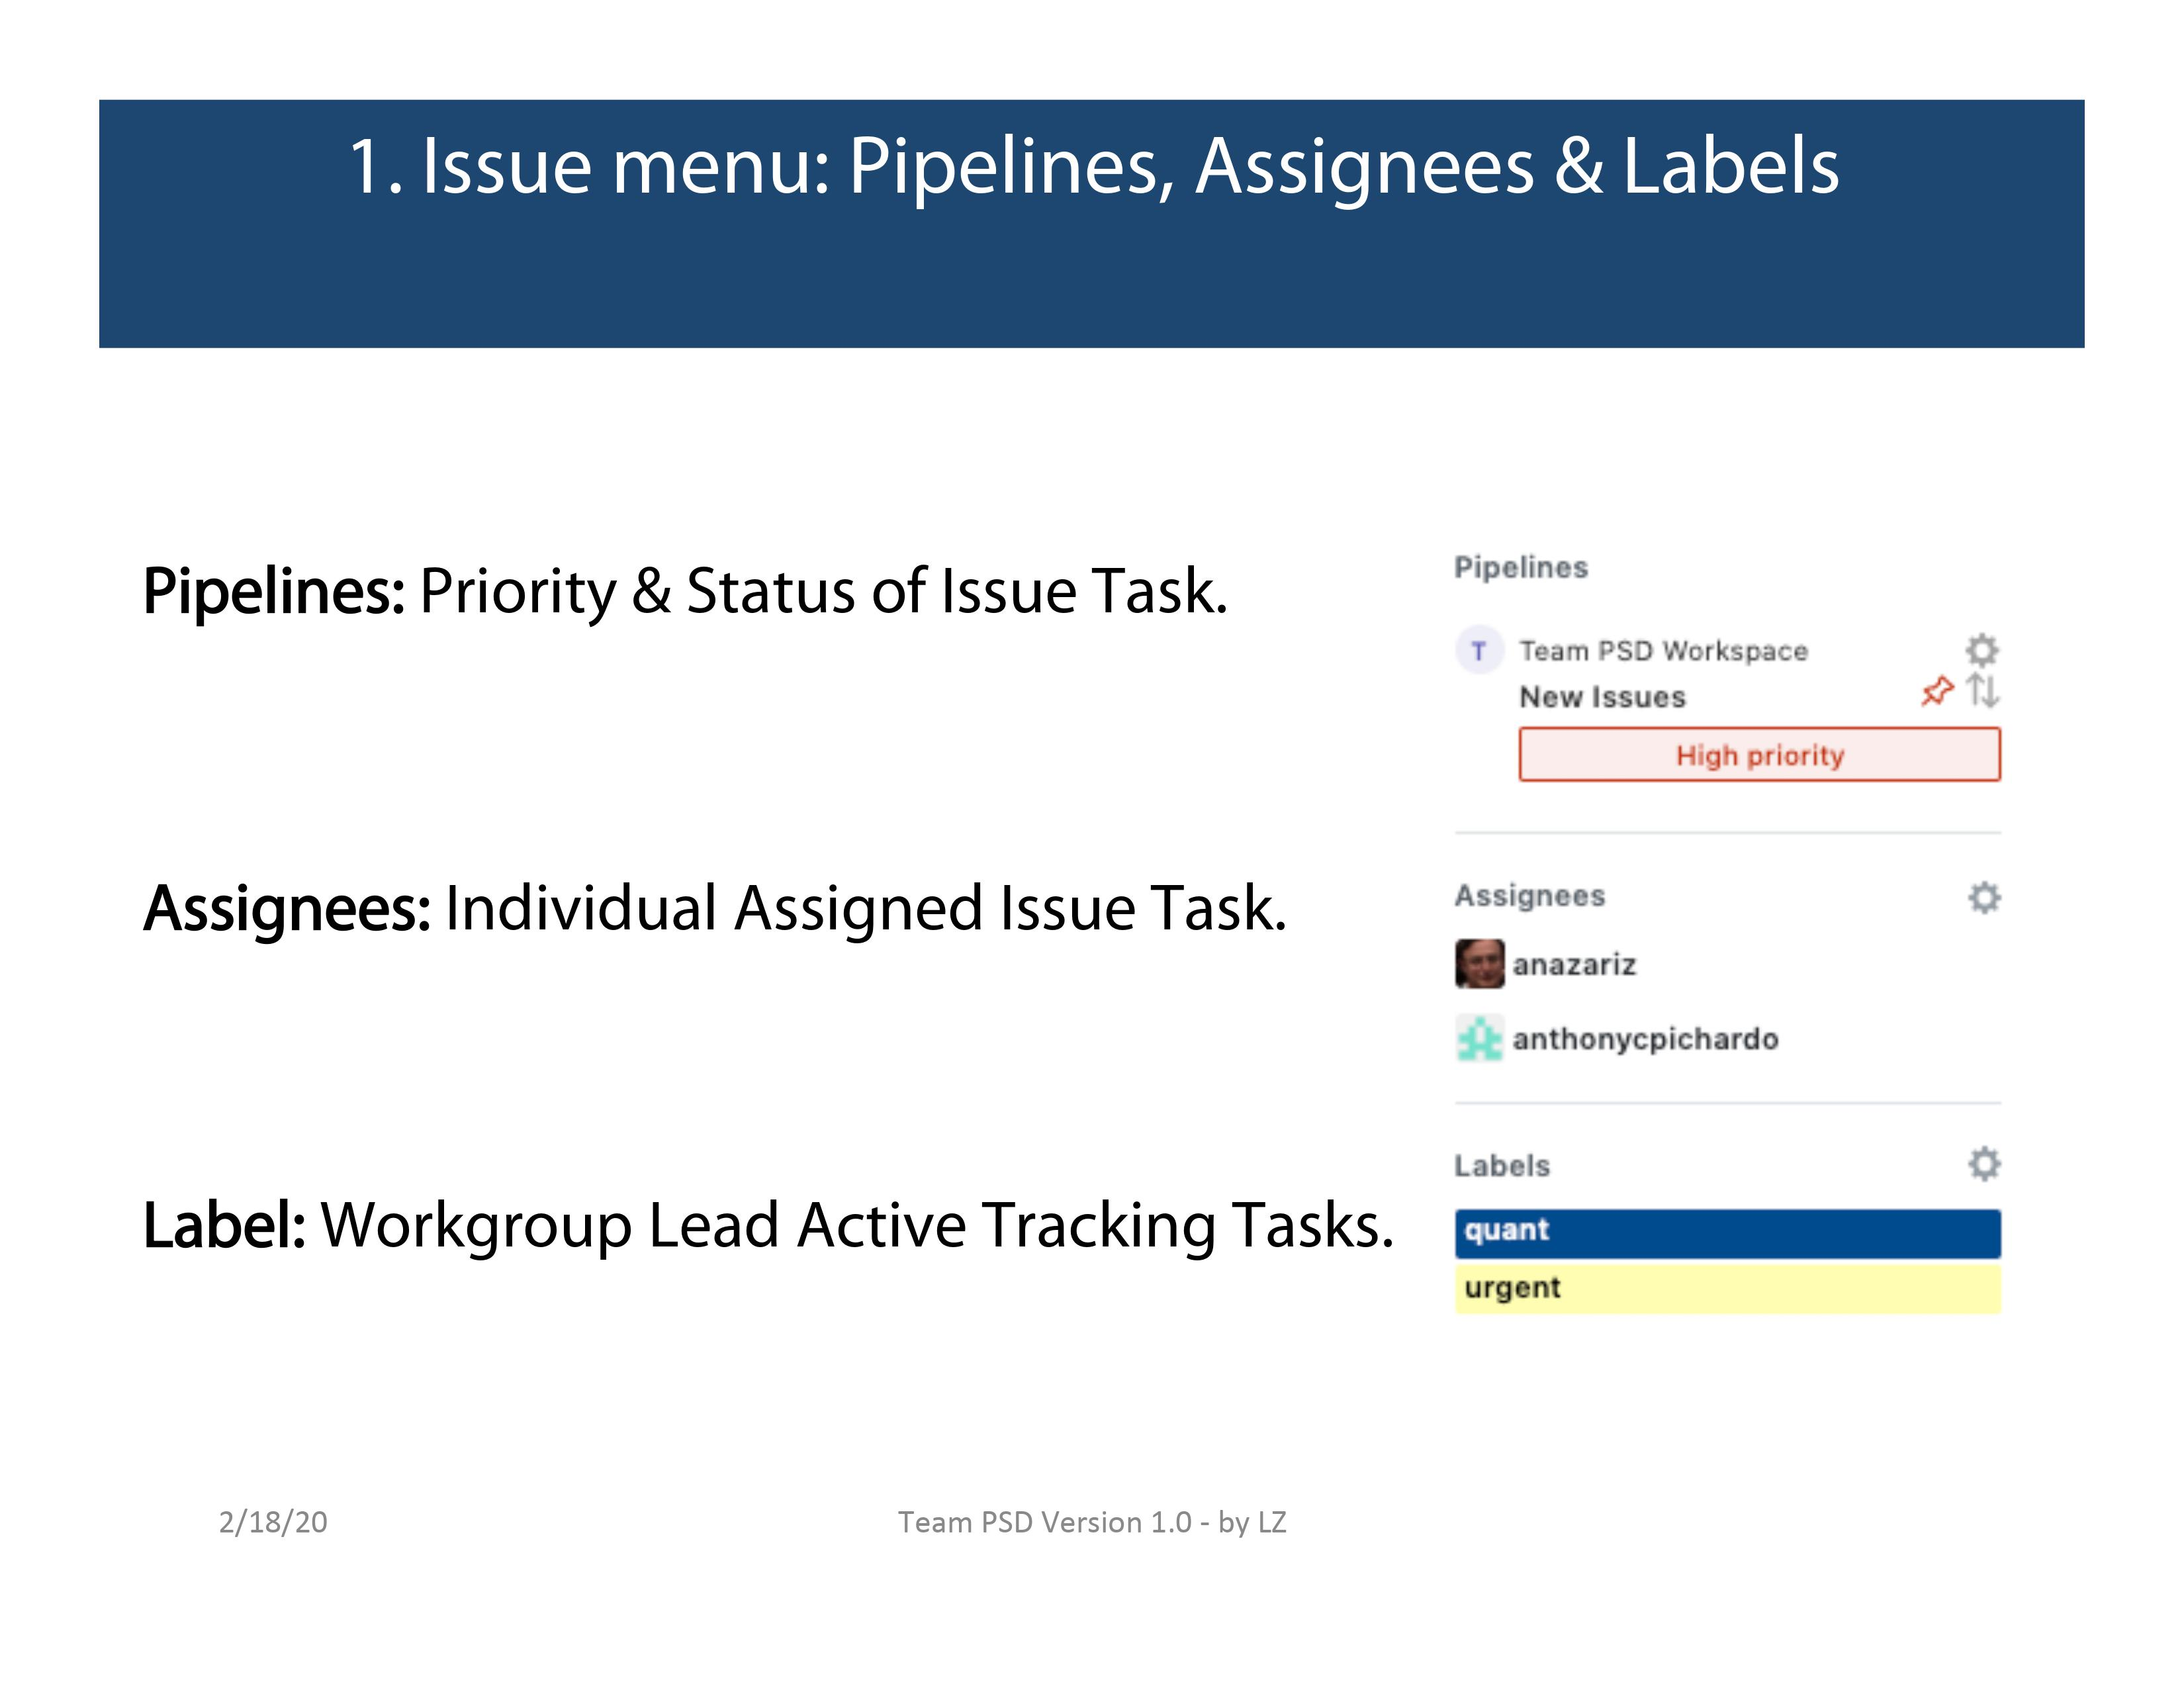 1. Issue menu: Pipelines, Assignees & Labels
Pipelines: Priority & Status of Issue Task.
Assignees: Individual Assigned Issue Task.
Label: Workgroup Lead Active Tracking Tasks.
Pipelines
T Team PSD Workspace
New Issues
High priority
Assignees
anazariz
anthonycpichardo
Labels
quant
urgent
2/18/20
Team PSD Version 1.0 - by LZ